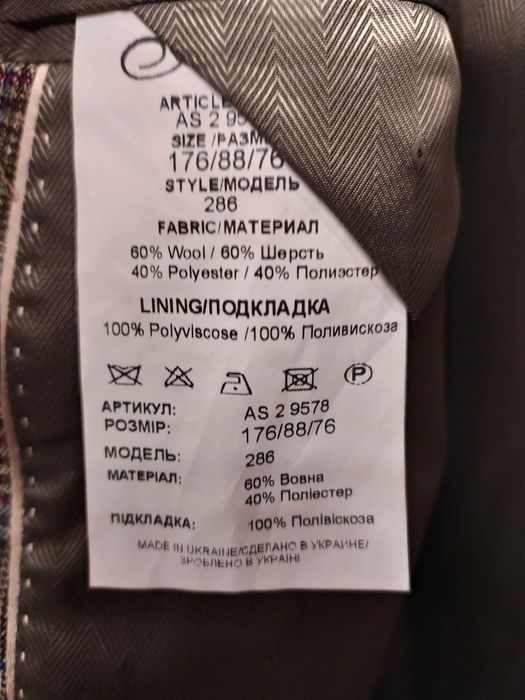 ARTICLE
AS 2 95
SIZE /РАЗМ
176/88/76
STYLE/МОДЕЛЬ
286
FABRIC/МАТЕРИАЛ
60% Wool / 60% Шерсть
40% Polyester / 40% Полиэстер
LINING/ПОДКЛАДКА
100% Polyviscose /100% Поливискоза
P
АРТИКУЛ: AS 2 9578
РОЗМІР: 176/88/76
МОДЕЛЬ: 286
МАТЕРІАЛ: 60% Вовна
40% Поліестер
ПІДКЛАДКА: 100% Полівіскоза
MADE IN UKRAINE/СДЕЛАНО В УКРАИНЕ/
ЗРОБЛЕНО В УКРАЇНІ